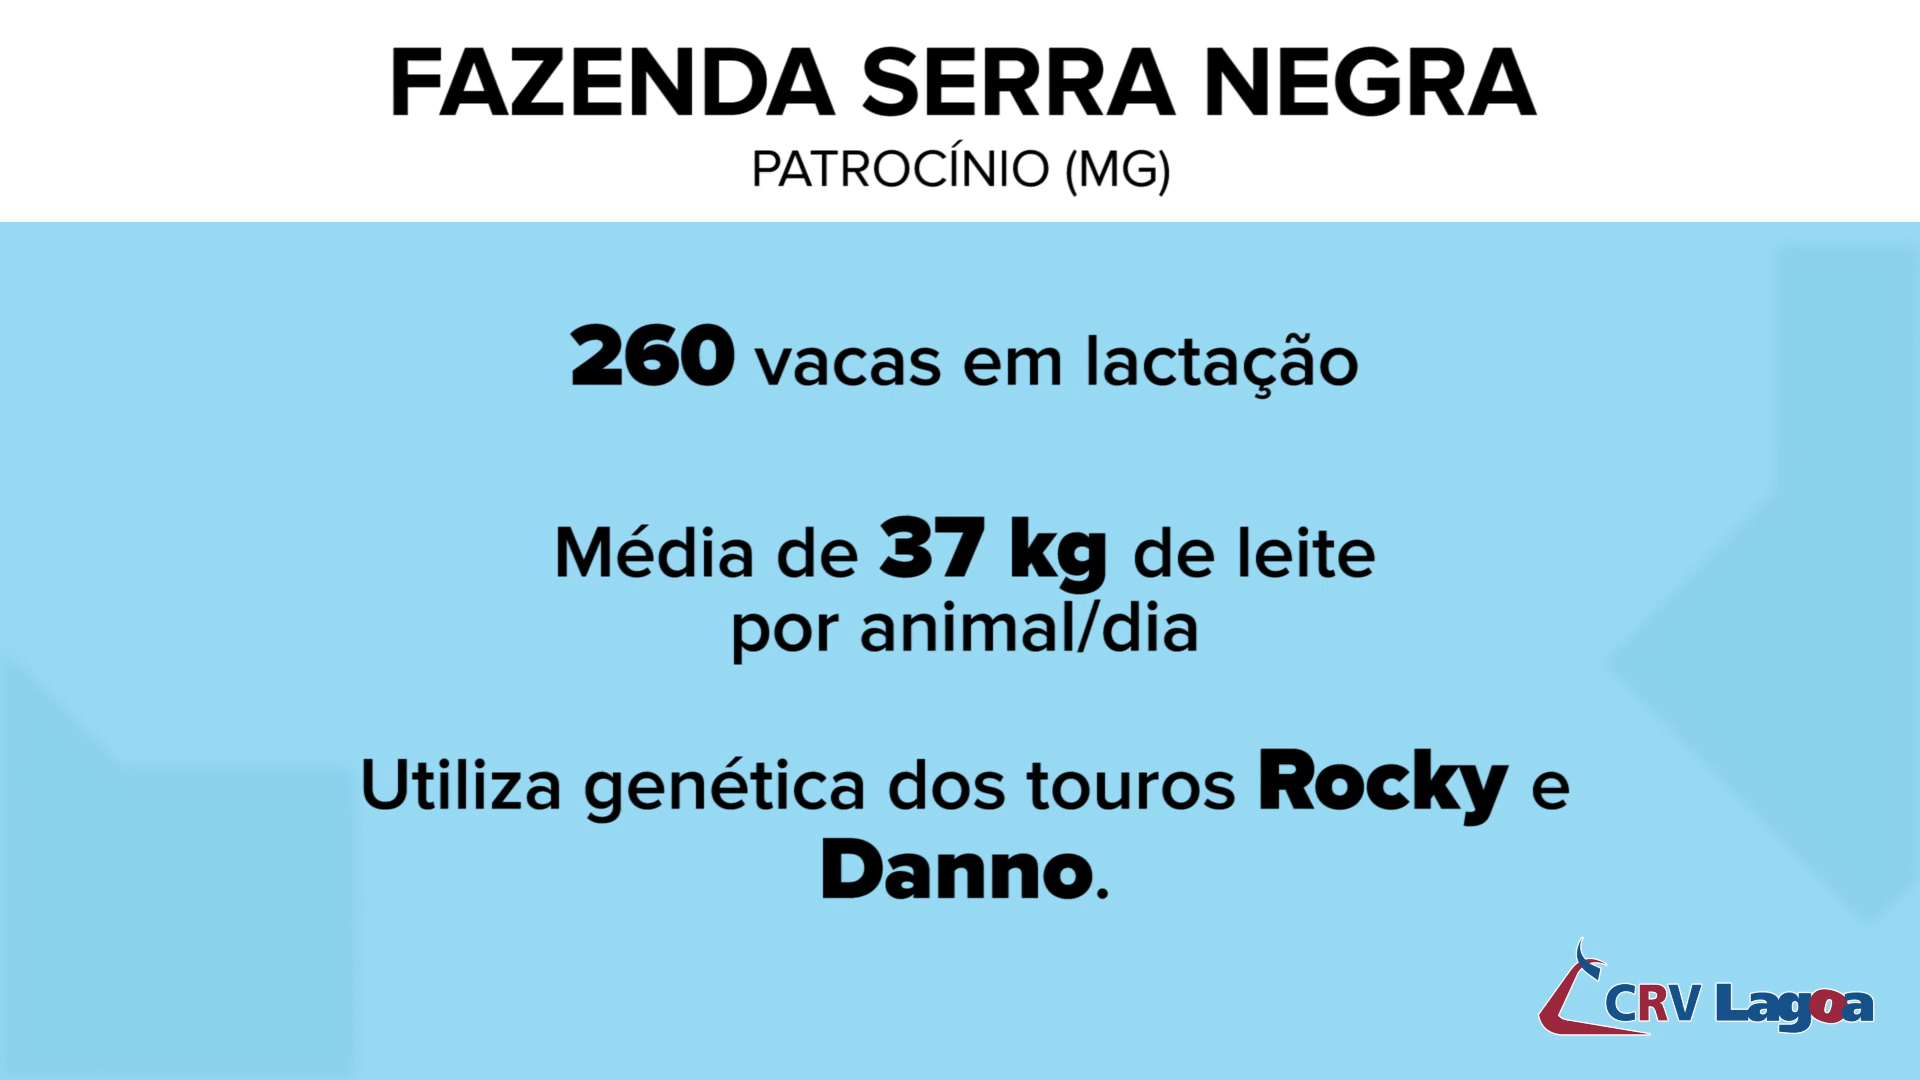 FAZENDA SERRA NEGRA
PATROCÍNIO (MG)
260 vacas em lactação
Média de 37 kg de leite
por animal/dia
Utiliza genética dos touros Rocky e
Danno.
CRV Lagoa